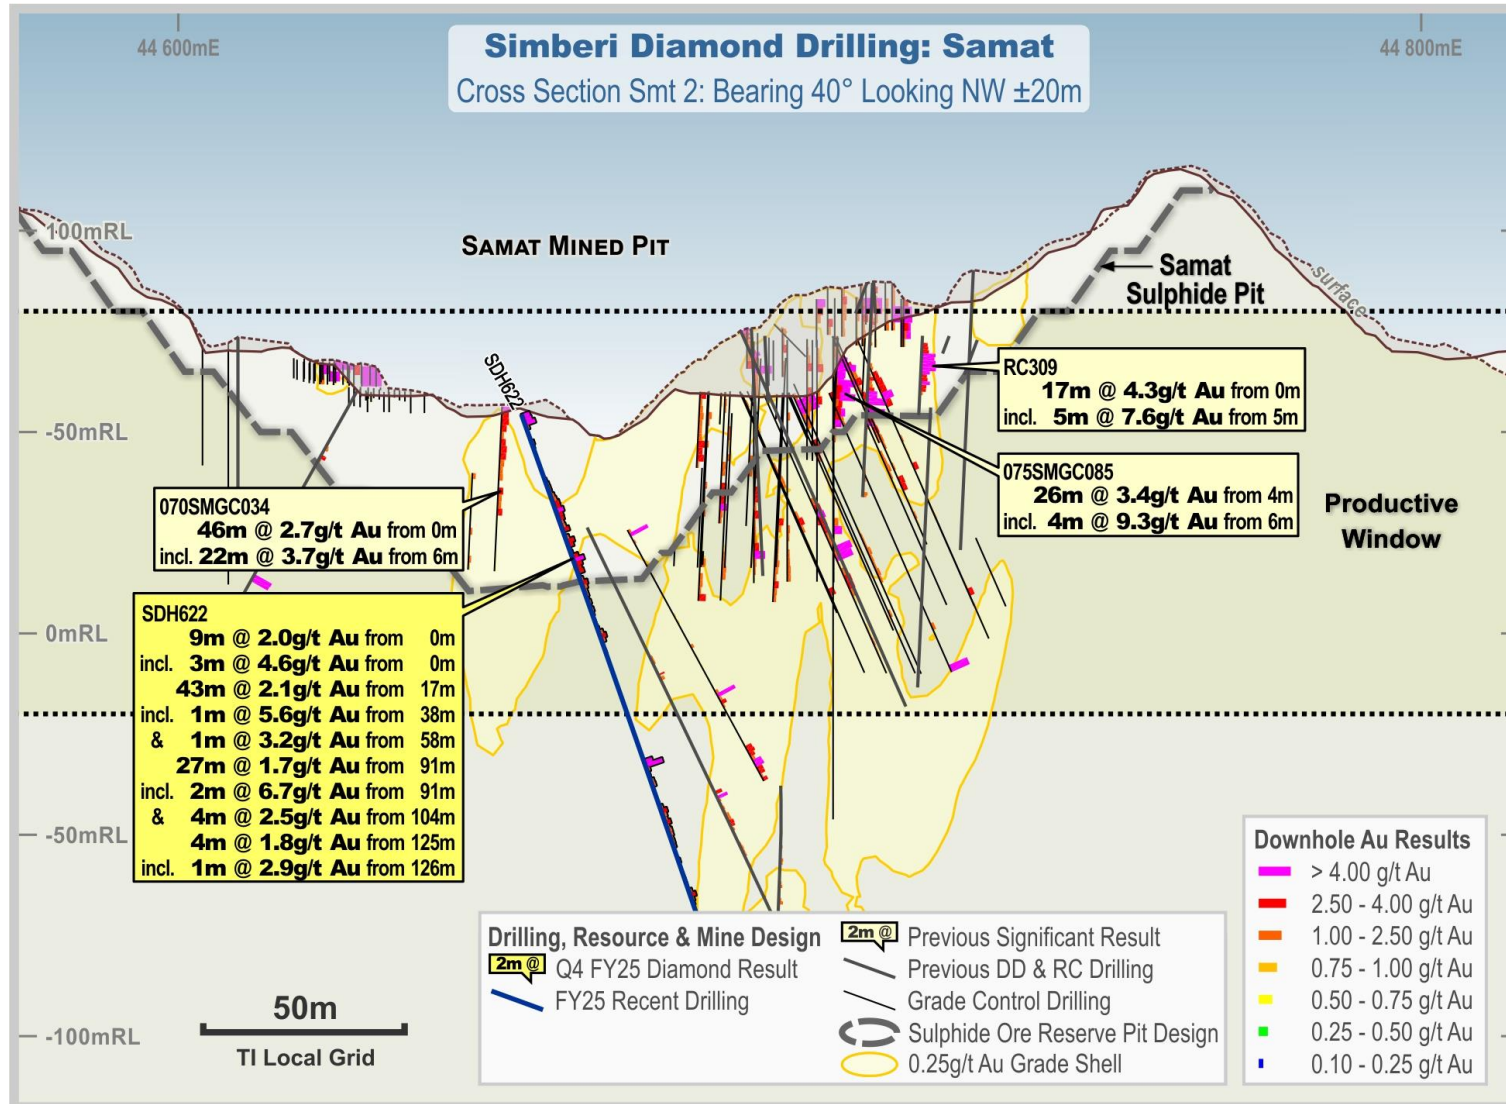 44 600mE
44 800mE
Simberi Diamond Drilling: Samat
Cross Section Smt 2: Bearing 40° Looking NW ±20m
100mRL
SAMAT MINED PIT
Samat
Sulphide Pit
surface
SDH622
-50mRL
RC309
17m @ 4.3g/t Au from 0m
incl. 5m @ 7.6g/t Au from 5m
075SMGC085
26m @ 3.4g/t Au from 4m
incl. 4m @ 9.3g/t Au from 6m
Productive
Window
070SMGC034
46m @ 2.7g/t Au from 0m
incl. 22m @ 3.7g/t Au from 6m
SDH622
9m @ 2.0g/t Au from 0m
incl. 3m @ 4.6g/t Au from 0m
43m @ 2.1g/t Au from 17m
incl. 1m @ 5.6g/t Au from 38m
& 1m @ 3.2g/t Au from 58m
27m @ 1.7g/t Au from 91m
incl. 2m @ 6.7g/t Au from 91m
& 4m @ 2.5g/t Au from 104m
4m @ 1.8g/t Au from 125m
incl. 1m @ 2.9g/t Au from 126m
0mRL
-50mRL
-100mRL
50m
TI Local Grid
Drilling, Resource & Mine Design
2m @ Q4 FY25 Diamond Result
FY25 Recent Drilling
2m @ Previous Significant Result
Previous DD & RC Drilling
Grade Control Drilling
Sulphide Ore Reserve Pit Design
0.25g/t Au Grade Shell
Downhole Au Results
> 4.00 g/t Au
2.50 - 4.00 g/t Au
1.00 - 2.50 g/t Au
0.75 - 1.00 g/t Au
0.50 - 0.75 g/t Au
0.25 - 0.50 g/t Au
0.10 - 0.25 g/t Au